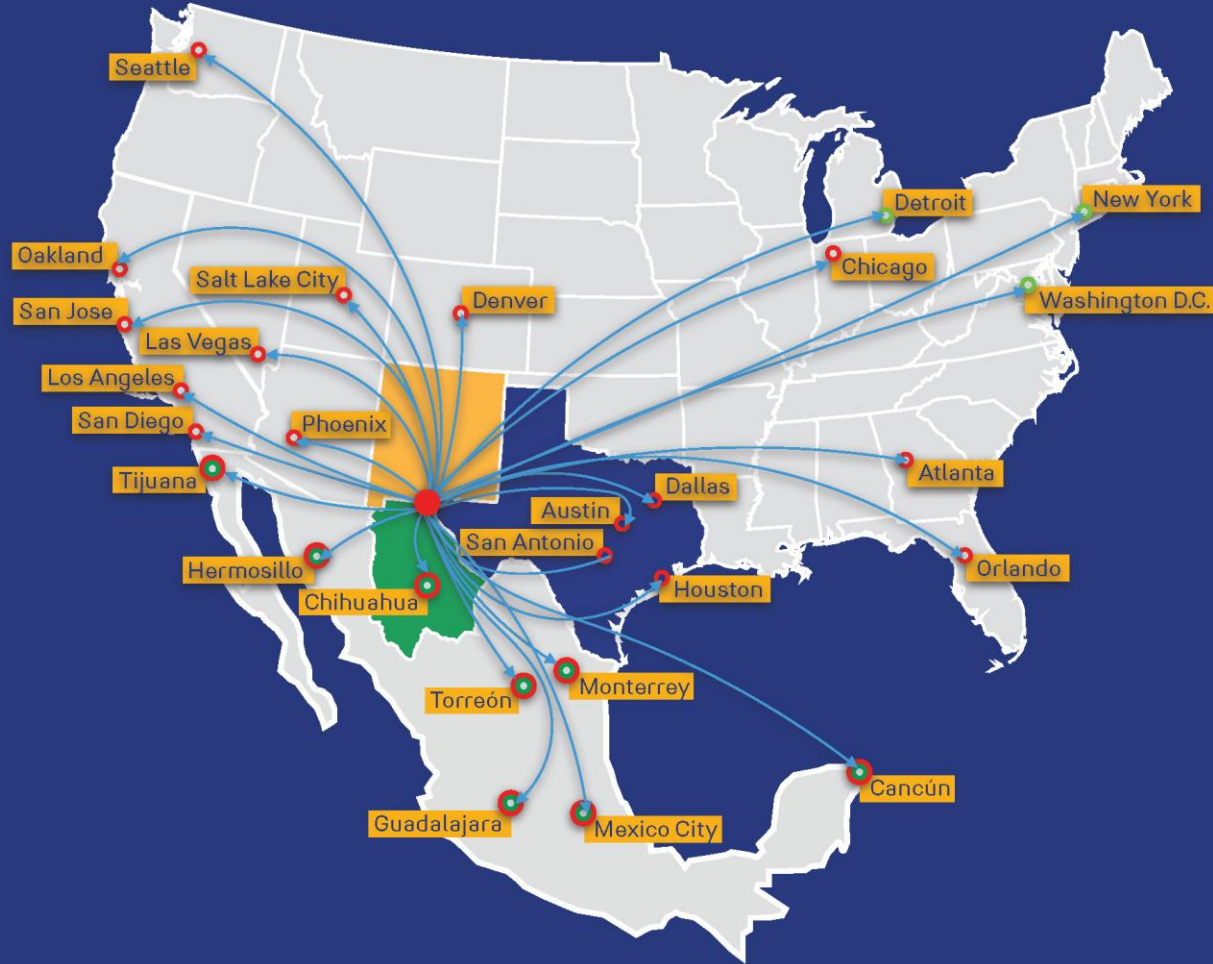 Seattle
Detroit
New York
Oakland
Salt Lake City
Chicago
Denver
Washington D.C.
San Jose
Las Vegas
Los Angeles
San Diego
Phoenix
Tijuana
Atlanta
Dallas
Austin
San Antonio
Hermosillo
Orlando
Chihuahua
Houston
Torreón
Monterrey
Cancún
Guadalajara
Mexico City